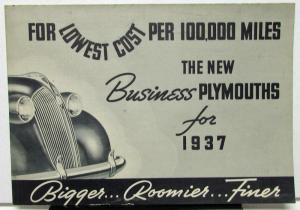 FOR LOWEST COST PER 100,000 MILES
THE NEW
Business PLYMOUTHS
for
1937
Bigger... Roomier... Finer